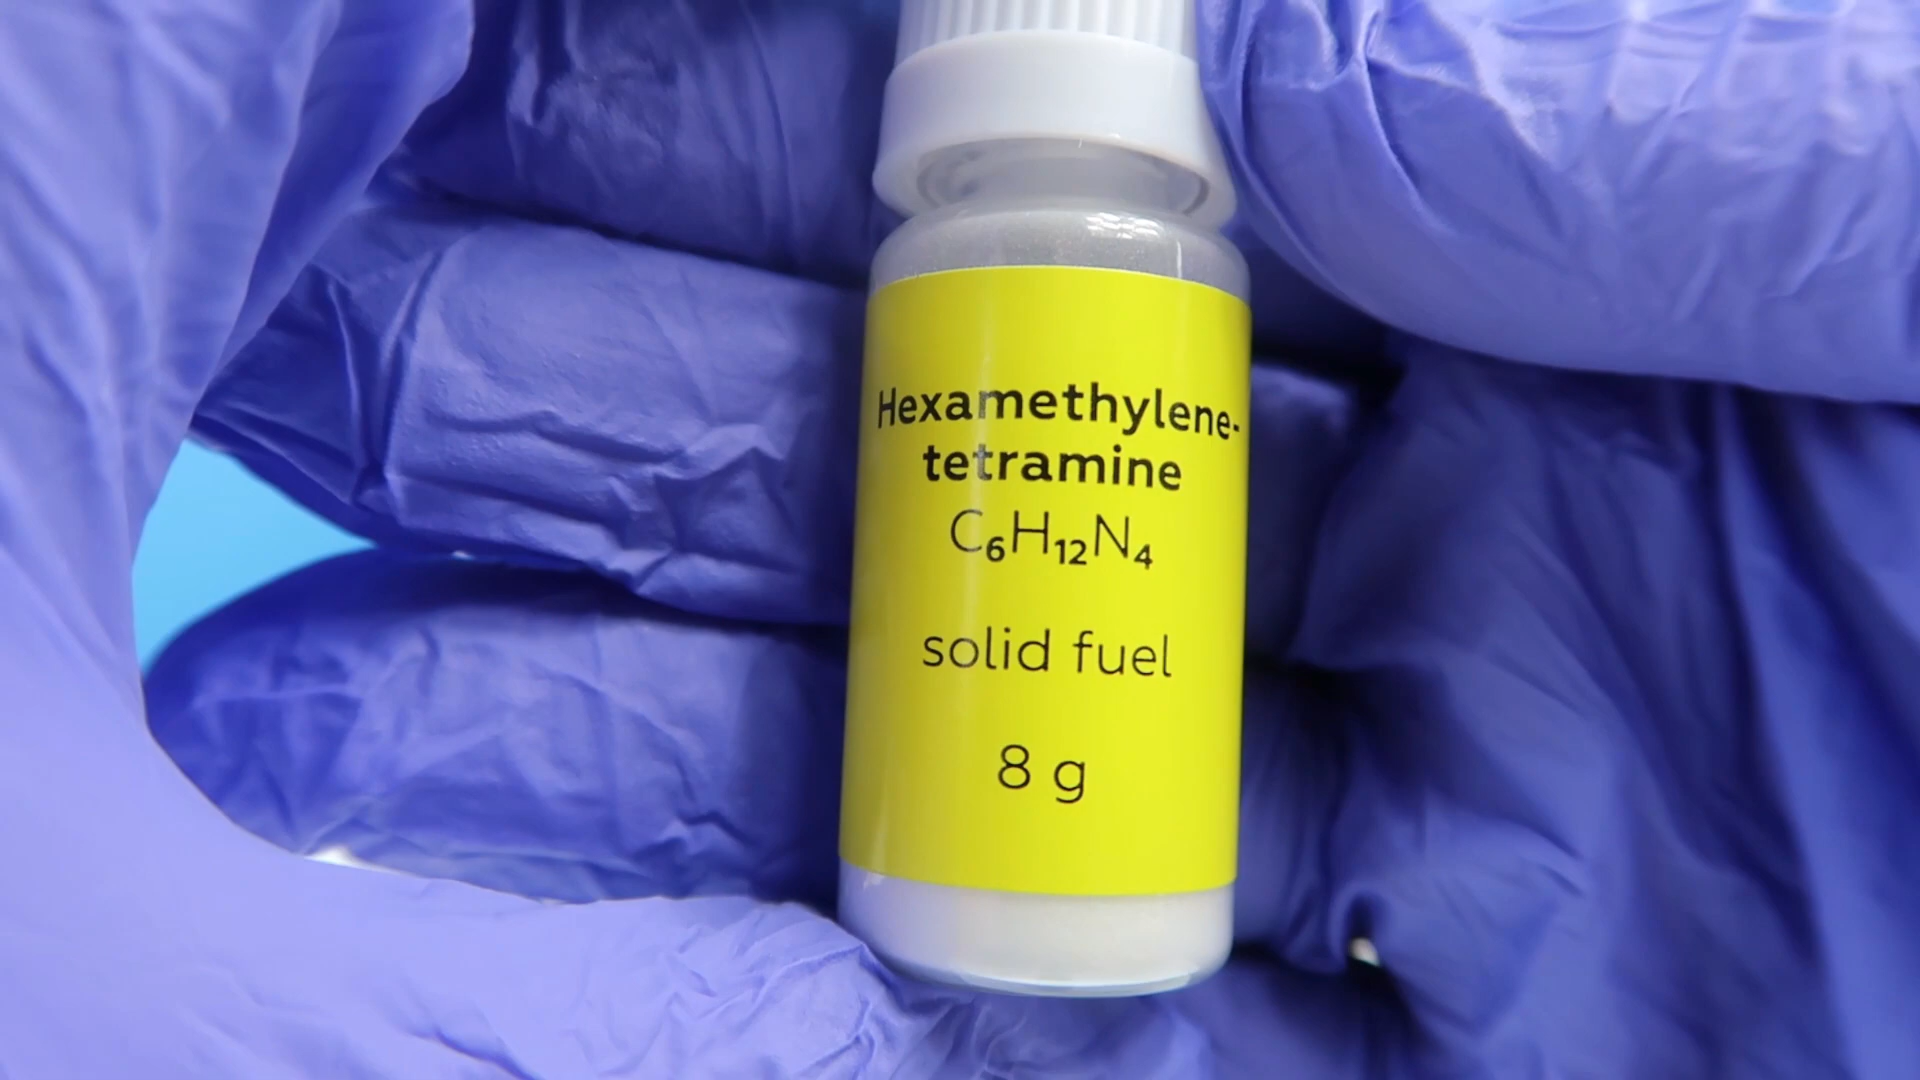 Hexamethylene-
tetramine
C₆H₁₂N₄
solid fuel
8 g